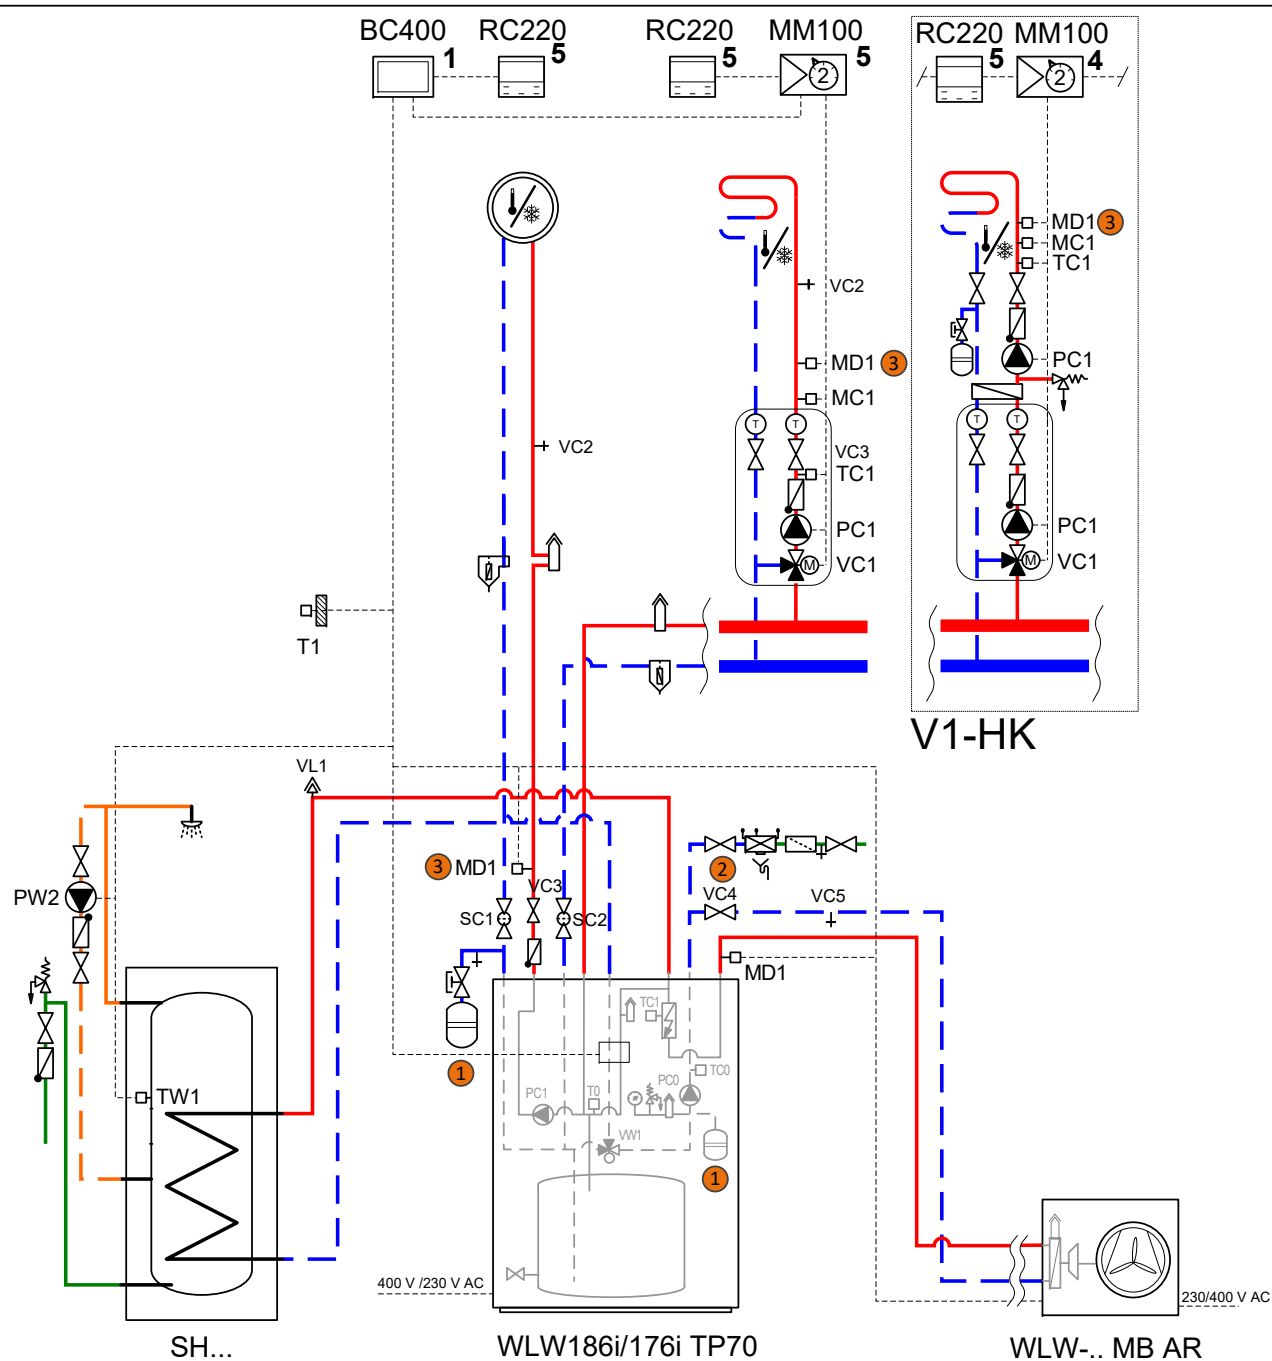 BC400 RC220 RC220 MM100 RC220 MM100
1 5 5 5 5 4
2 2
MD1 3
MC1
TC1
VC2
MD1 3
PC1
MC1
T T T T
VC2
VC3
TC1
PC1 PC1
M VC1 M VC1
T1
V1-HK
VL1
3 MD1 2
VC3 VC4 VC5
PW2
SC1 SC2
MD1
TC1
1 TC0
PC1 T0 PC0
TW1
VW1
1
400 V /230 V AC
230/400 V AC
SH... WLW186i/176i TP70 WLW-.. MB AR